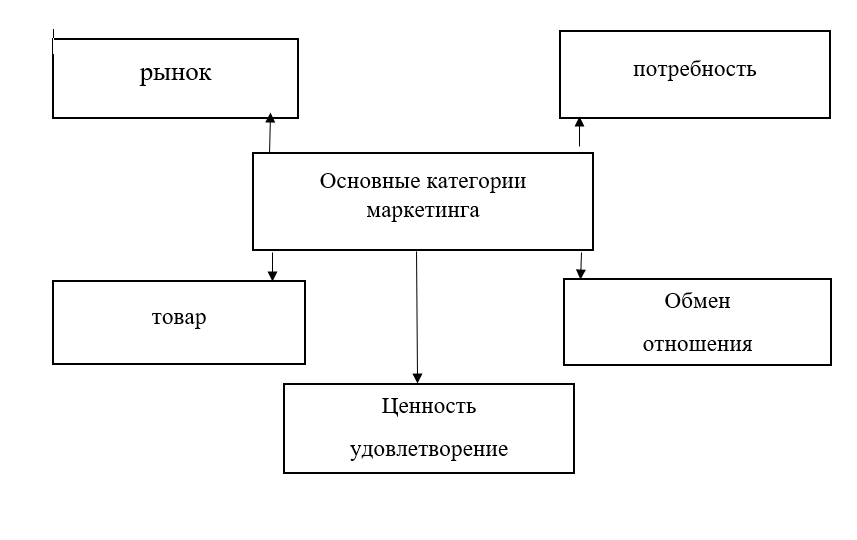 рынок
потребность
Основные категории
маркетинга
товар
Обмен
отношения
Ценность
удовлетворение